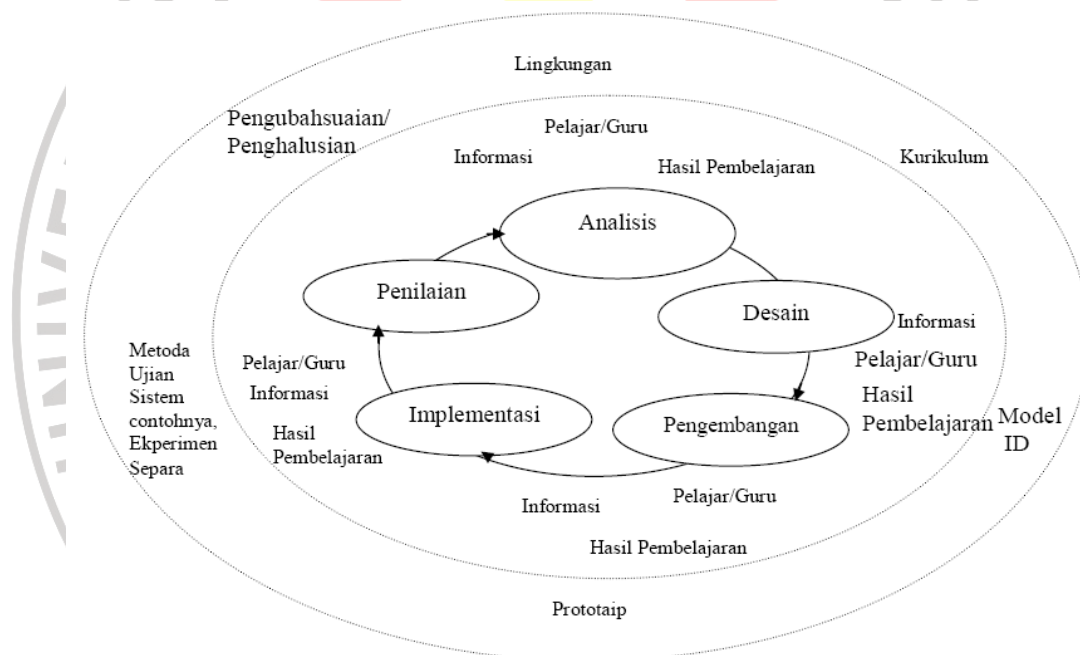 Lingkungan
Pengubahsuaian/
Penghalusian
Pelajar/Guru
Informasi
Kurikulum
Hasil Pembelajaran
Analisis
Penilaian
Desain
Informasi
Metoda
Ujian
Sistem
contohnya,
Ekperimen
Separa
Pelajar/Guru
Informasi
Hasil
Pembelajaran
Pelajar/Guru
Hasil
Pembelajaran
Model
ID
Implementasi
Pengembangan
Informasi
Pelajar/Guru
Hasil Pembelajaran
Prototaip